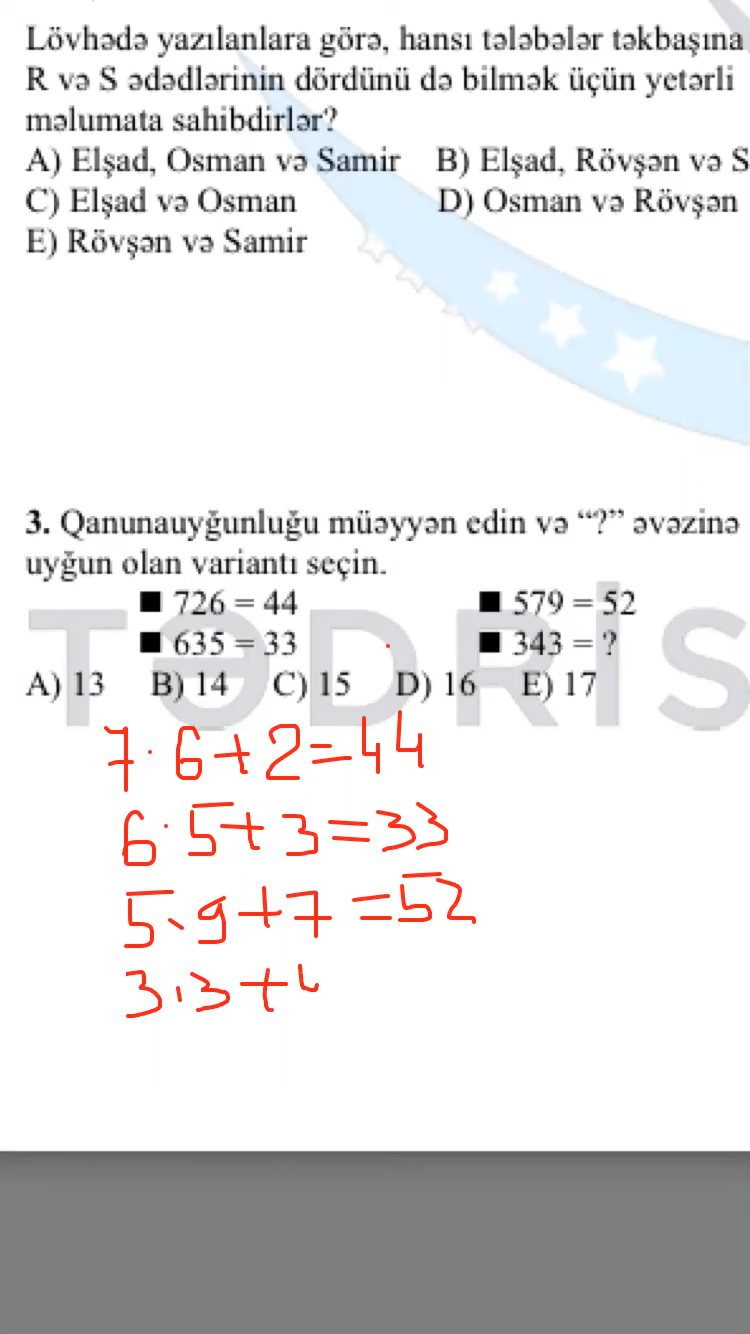 Lövhədə yazılanlara görə, hansı tələbələr təkbaşına
R və S ədədlərinin dördünü də bilmək üçün yetərli
məlumata sahibdirlər?
A) Elşad, Osman və Samir B) Elşad, Rövşən və S
C) Elşad və Osman D) Osman və Rövşən
E) Rövşən və Samir
3. Qanunauyğunluğu müəyyən edin və “?” əvəzinə
uyğun olan variantı seçin.
■ 726 = 44 ■ 579 = 52
■ 635 = 33 ■ 343 = ?
TƏDRİS
A) 13 B) 14 C) 15 D) 16 E) 17
7·6+2=44
6·5+3=33
5·9+7=52
3·3+4